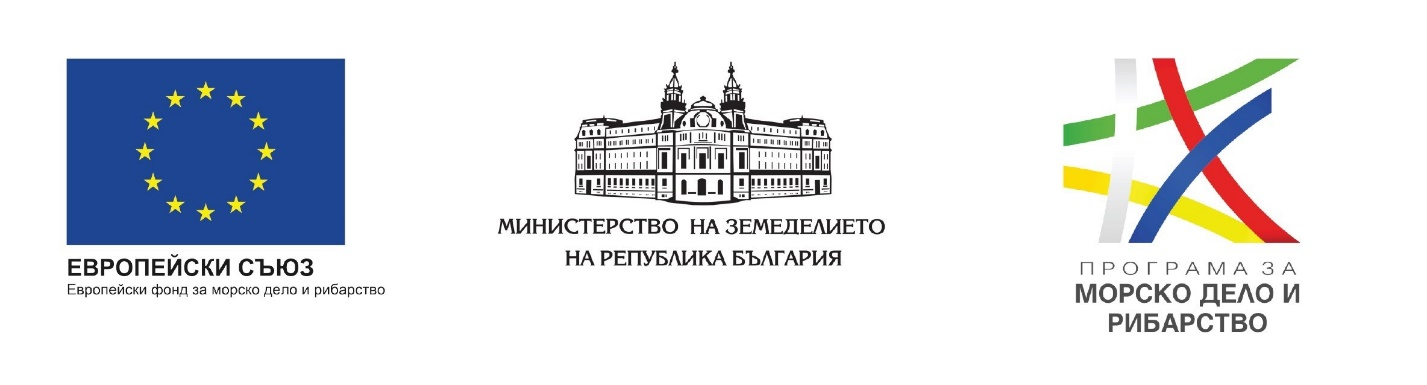 ЕВРОПЕЙСКИ СЪЮЗ
Европейски фонд за морско дело и рибарство
МИНИСТЕРСТВО НА ЗЕМЕДЕЛИЕТО
НА РЕПУБЛИКА БЪЛГАРИЯ
ПРОГРАМА ЗА
МОРСКО ДЕЛО И
РИБАРСТВО